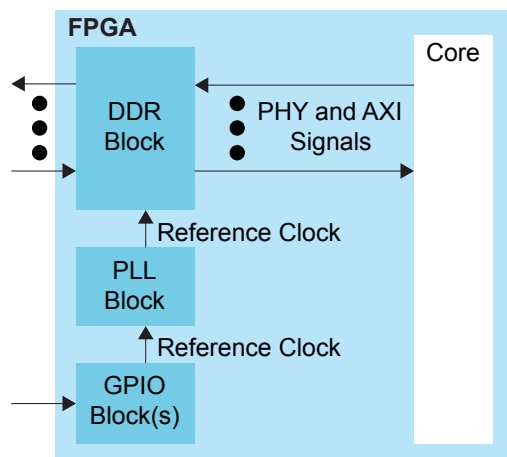 FPGA
Core
DDR
Block
PHY and AXI
Signals
Reference Clock
PLL
Block
Reference Clock
GPIO
Block(s)